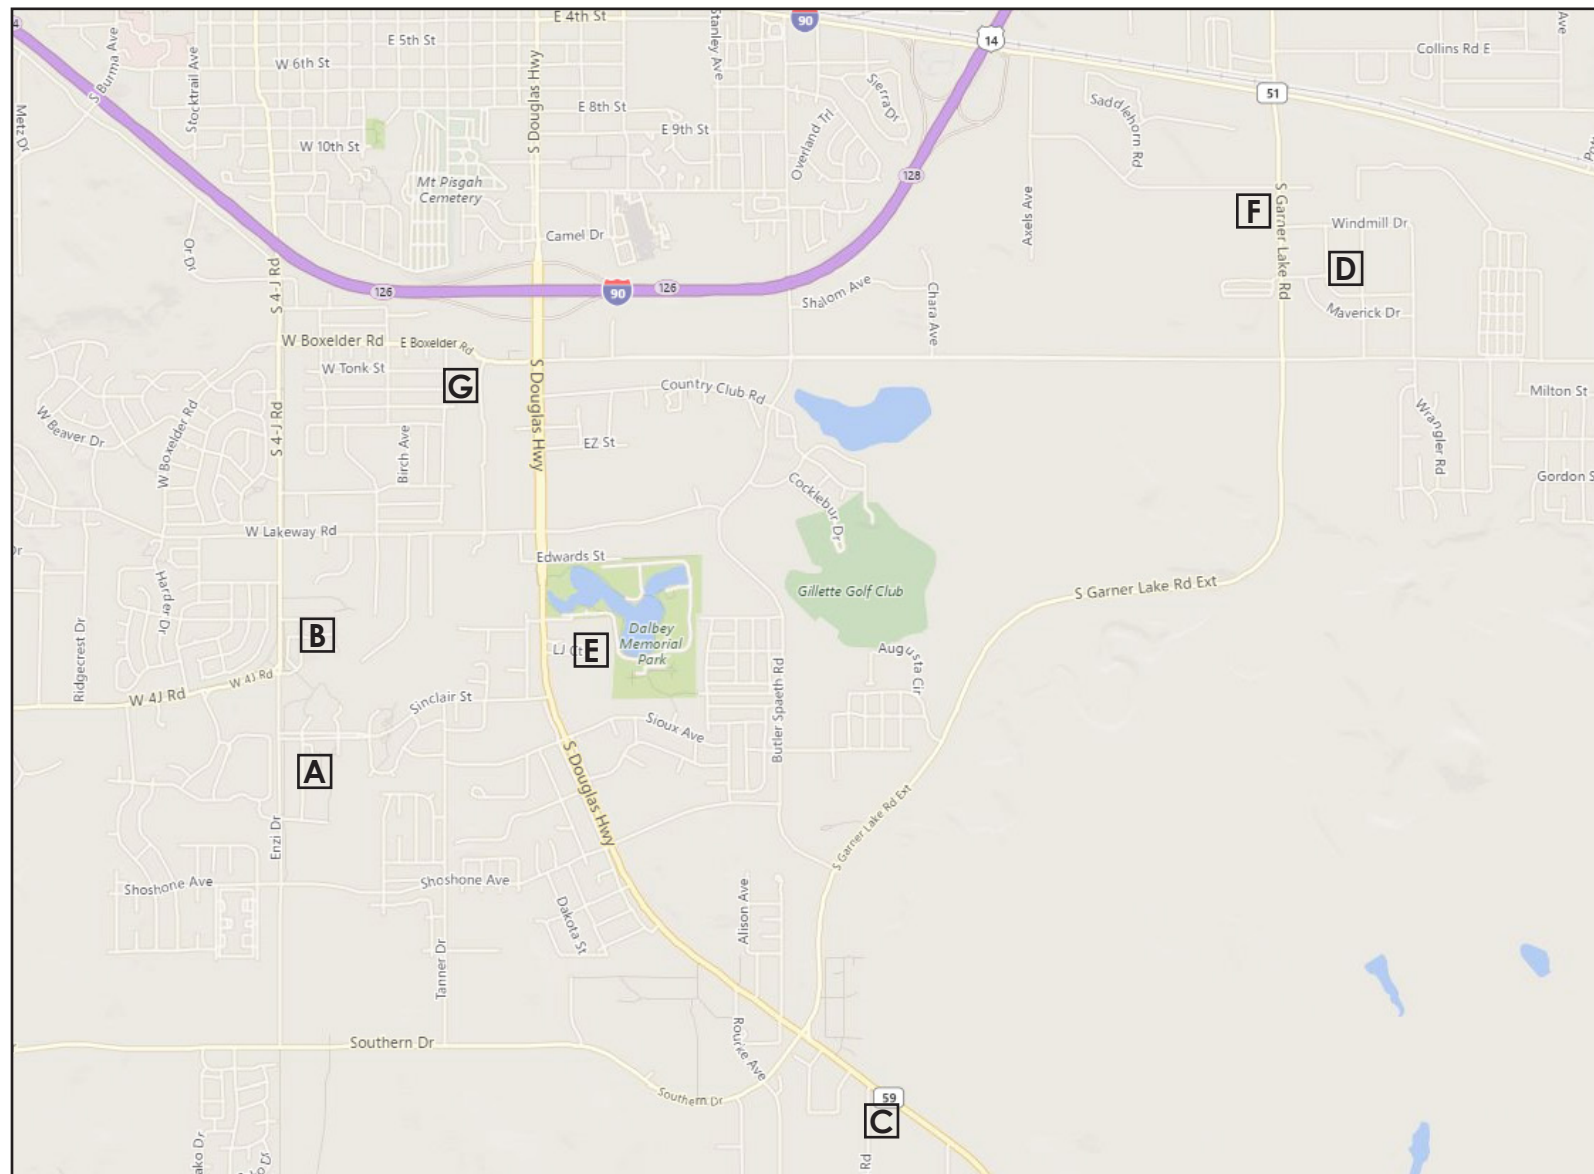 4
E 4th St
90
14
Stanley Ave
Ave
E 5th St
Collins Rd E
S Burma Ave
Stocktrail Ave
W 6th St
S Douglas Hwy
Sierra
51
Metz Dr
E 8th St
Saddlehorn Rd
E 9th St
Overland Trl
W 10th St
Mt Pisgah
Cemetery
128
Axels Ave
F
S Garner Lake Rd
Windmill Dr
Camel Dr
Or Dr
D
S 4-J Rd
126
90
126
Shalom Ave
Chara Ave
Maverick Dr
W Boxelder Rd
E Boxelder Rd
W Tonk St
G
S Douglas Hwy
Country Club Rd
Milton St
W Beaver Dr
W Boxelder Rd
S 4-J Rd
Birch Ave
EZ St
Wrangler Rd
Gordon S
Cocklebur Dr
W Lakeway Rd
Dr
Edwards St
Harder Dr
Gillette Golf Club
S Garner Lake Rd Ext
B
Dalbey
Memorial
Park
LJ Ct
E
Ridgecrest Dr
Augusta Cir
W 4J Rd
W 4J Rd
Sinclair St
Sioux Ave
Butler Spaeth Rd
A
S Douglas Hwy
S Garner Lake Rd Ext
Enzi Dr
Shoshone Ave
Shoshone Ave
Dakota St
Alison Ave
Tanner Dr
Southern Dr
Rourke Ave
Southern Dr
59
C
ako Dr
Rd